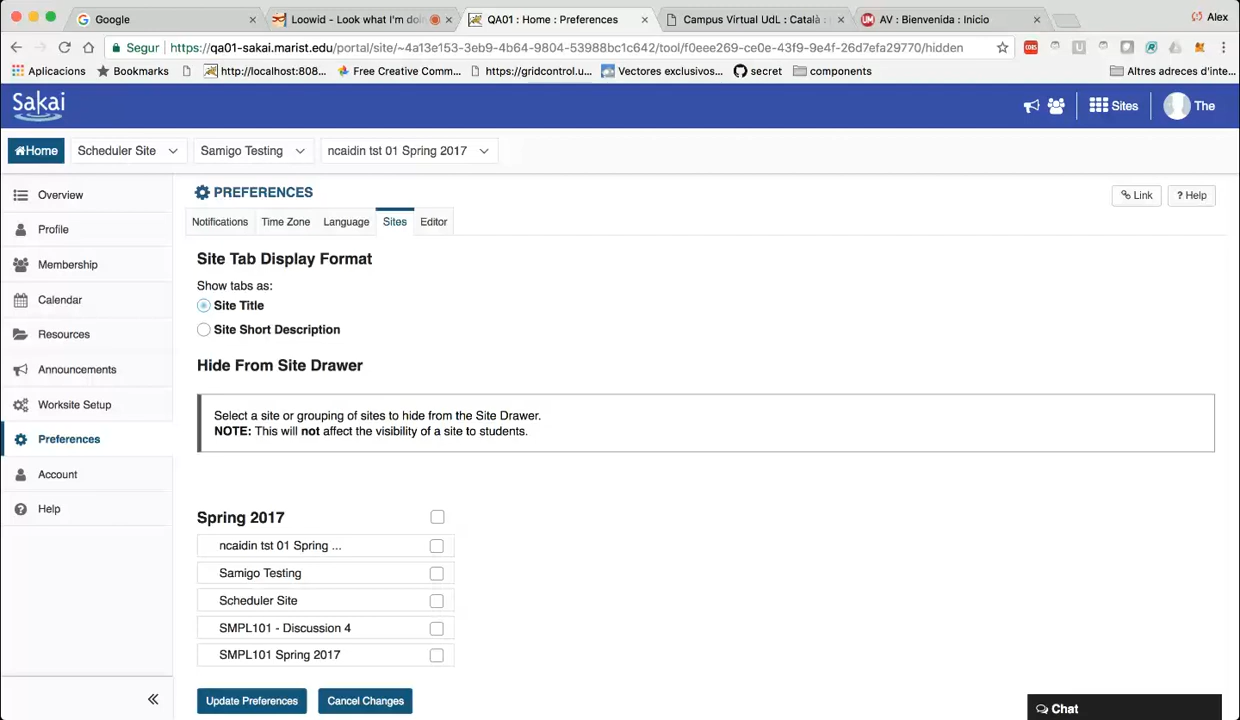 Google
Loowid - Look what I'm doi
QA01 : Home : Preferences
Campus Virtual UdL : Català :
AV : Bienvenida : Inicio
Alex
Segur
https://qa01-sakai.marist.edu/portal/site/~4a13e153-3eb9-4b64-9804-53988bc1c642/tool/f0eee269-ce0e-43f9-9e4f-26d7efa29770/hidden
Aplicacions
Bookmarks
http://localhost:808...
Free Creative Comm...
https://gridcontrol.u...
Vectores exclusivos...
secret
components
Altres adreces d'inte...
Sakai
Sites
The
Home
Scheduler Site
Samigo Testing
ncaidin tst 01 Spring 2017
Overview
Profile
Membership
Calendar
Resources
Announcements
Worksite Setup
Preferences
Account
Help
PREFERENCES
Link
? Help
Notifications
Time Zone
Language
Sites
Editor
Site Tab Display Format
Show tabs as:
Site Title
Site Short Description
Hide From Site Drawer
Select a site or grouping of sites to hide from the Site Drawer.
NOTE: This will not affect the visibility of a site to students.
Spring 2017
ncaidin tst 01 Spring ...
Samigo Testing
Scheduler Site
SMPL101 - Discussion 4
SMPL101 Spring 2017
Update Preferences
Cancel Changes
Chat